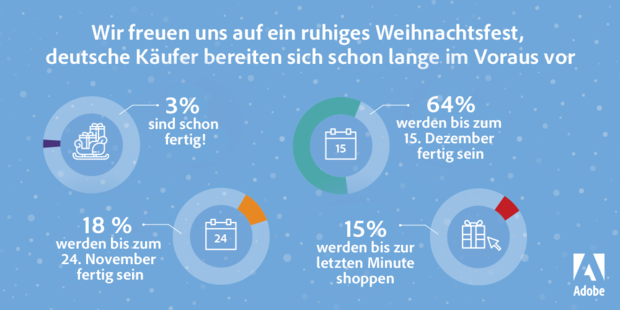 Wir freuen uns auf ein ruhiges Weihnachtsfest,
deutsche Käufer bereiten sich schon lange im Voraus vor
3%
sind schon
fertig!
64%
werden bis zum
15. Dezember
fertig sein
15
18 %
werden bis zum
24. November
fertig sein
24
15%
werden bis zur
letzten Minute
shoppen
Adobe